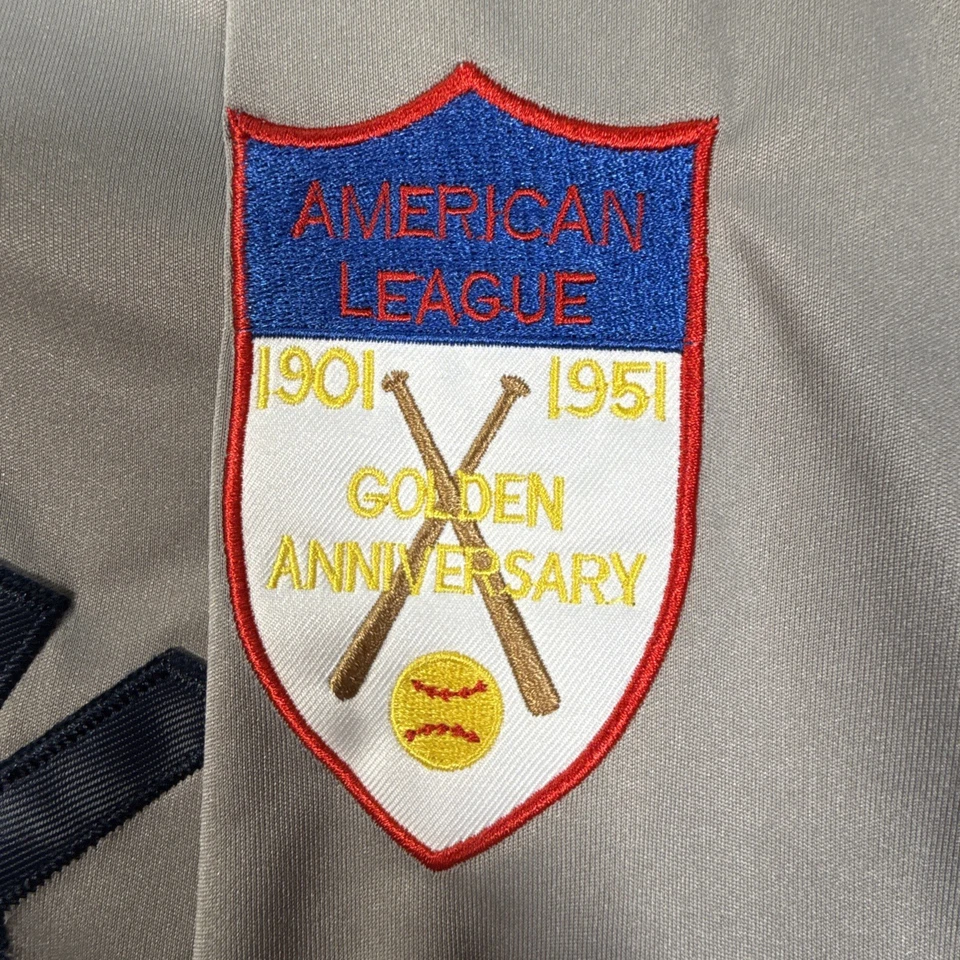 AMERICAN
LEAGUE
1901 1951
GOLDEN
ANNIVERSARY